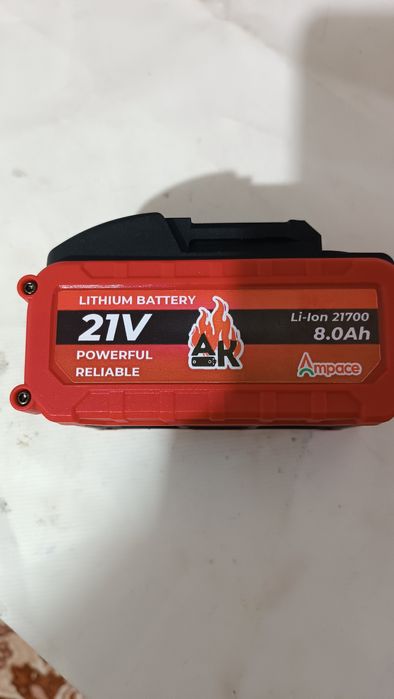 LITHIUM BATTERY
21V
POWERFUL
RELIABLE
AK
Li-Ion 21700
8.0Ah
Ampace